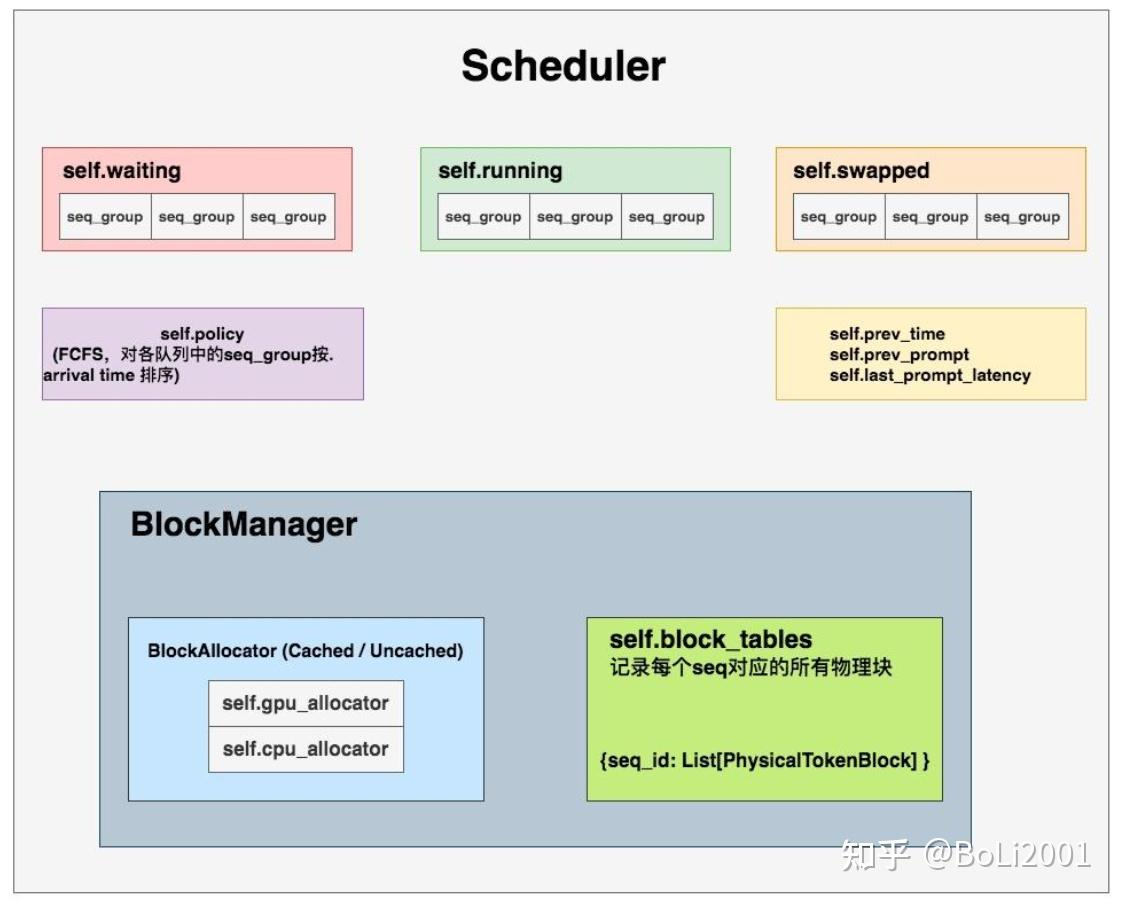 Scheduler
self.waiting
seq_group seq_group seq_group
self.running
seq_group seq_group seq_group
self.swapped
seq_group seq_group seq_group
self.policy
(FCFS，对各队列中的seq_group按.
arrival time 排序)
self.prev_time
self.prev_prompt
self.last_prompt_latency
BlockManager
BlockAllocator (Cached / Uncached)
self.gpu_allocator
self.cpu_allocator
self.block_tables
记录每个seq对应的所有物理块
{seq_id: List[PhysicalTokenBlock] }
知乎 @BoLi2001